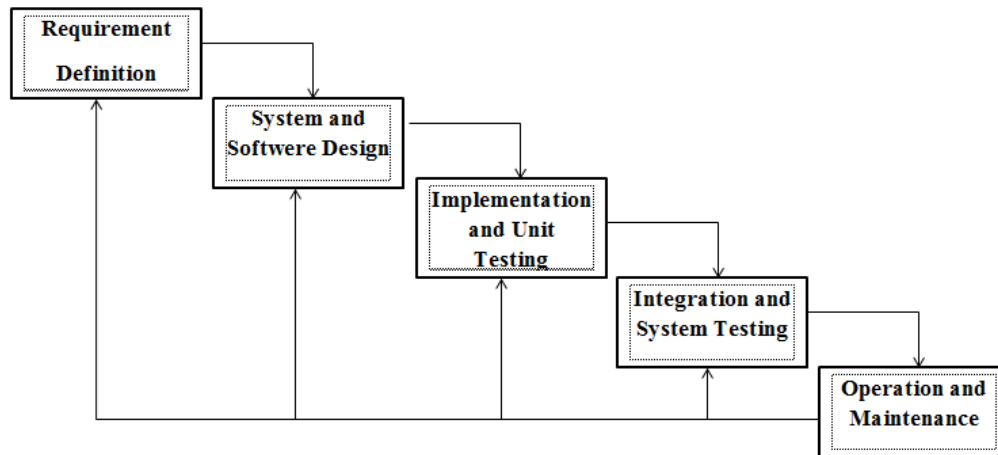 Requirement
Definition
System and
Softwere Design
Implementation
and Unit
Testing
Integration and
System Testing
Operation and
Maintenance